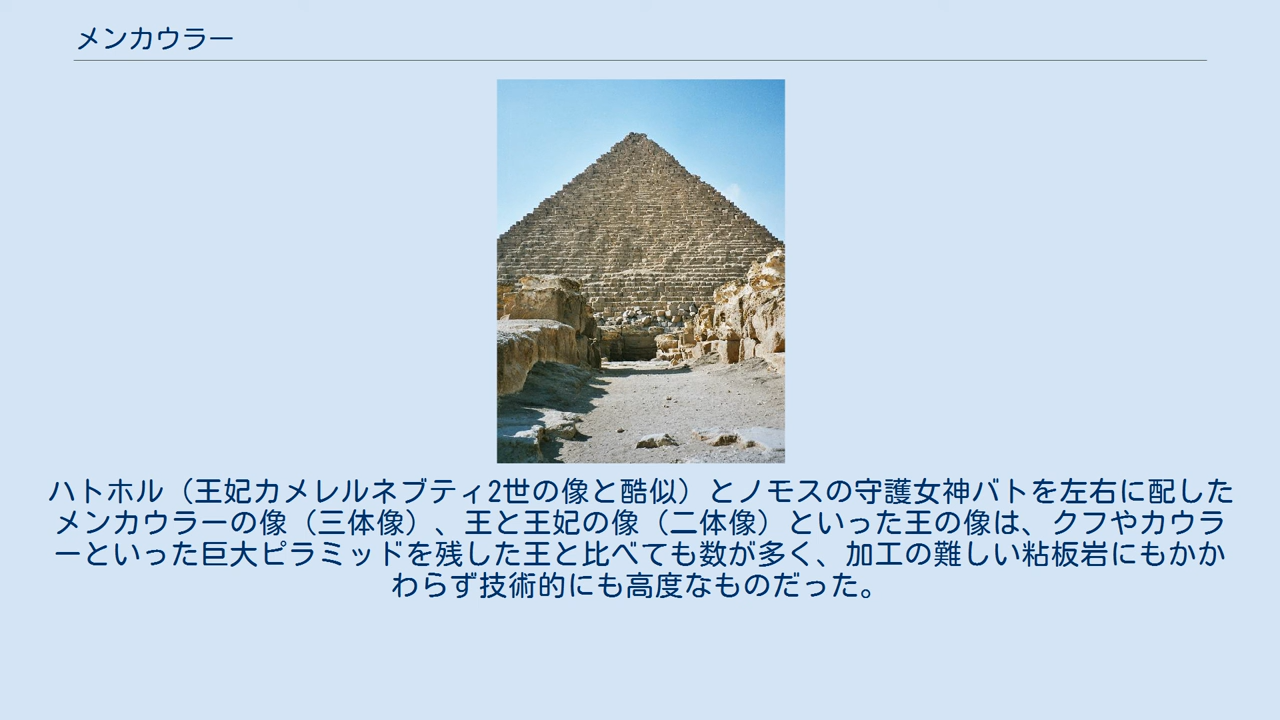 メンカウラー
ハトホル（王妃カメレルネブティ2世の像と酷似）とノモスの守護女神バトを左右に配した
メンカウラーの像（三体像）、王と王妃の像（二体像）といった王の像は、クフやカウラ
ーといった巨大ピラミッドを残した王と比べても数が多く、加工の難しい粘板岩にもかか
わらず技術的にも高度なものだった。